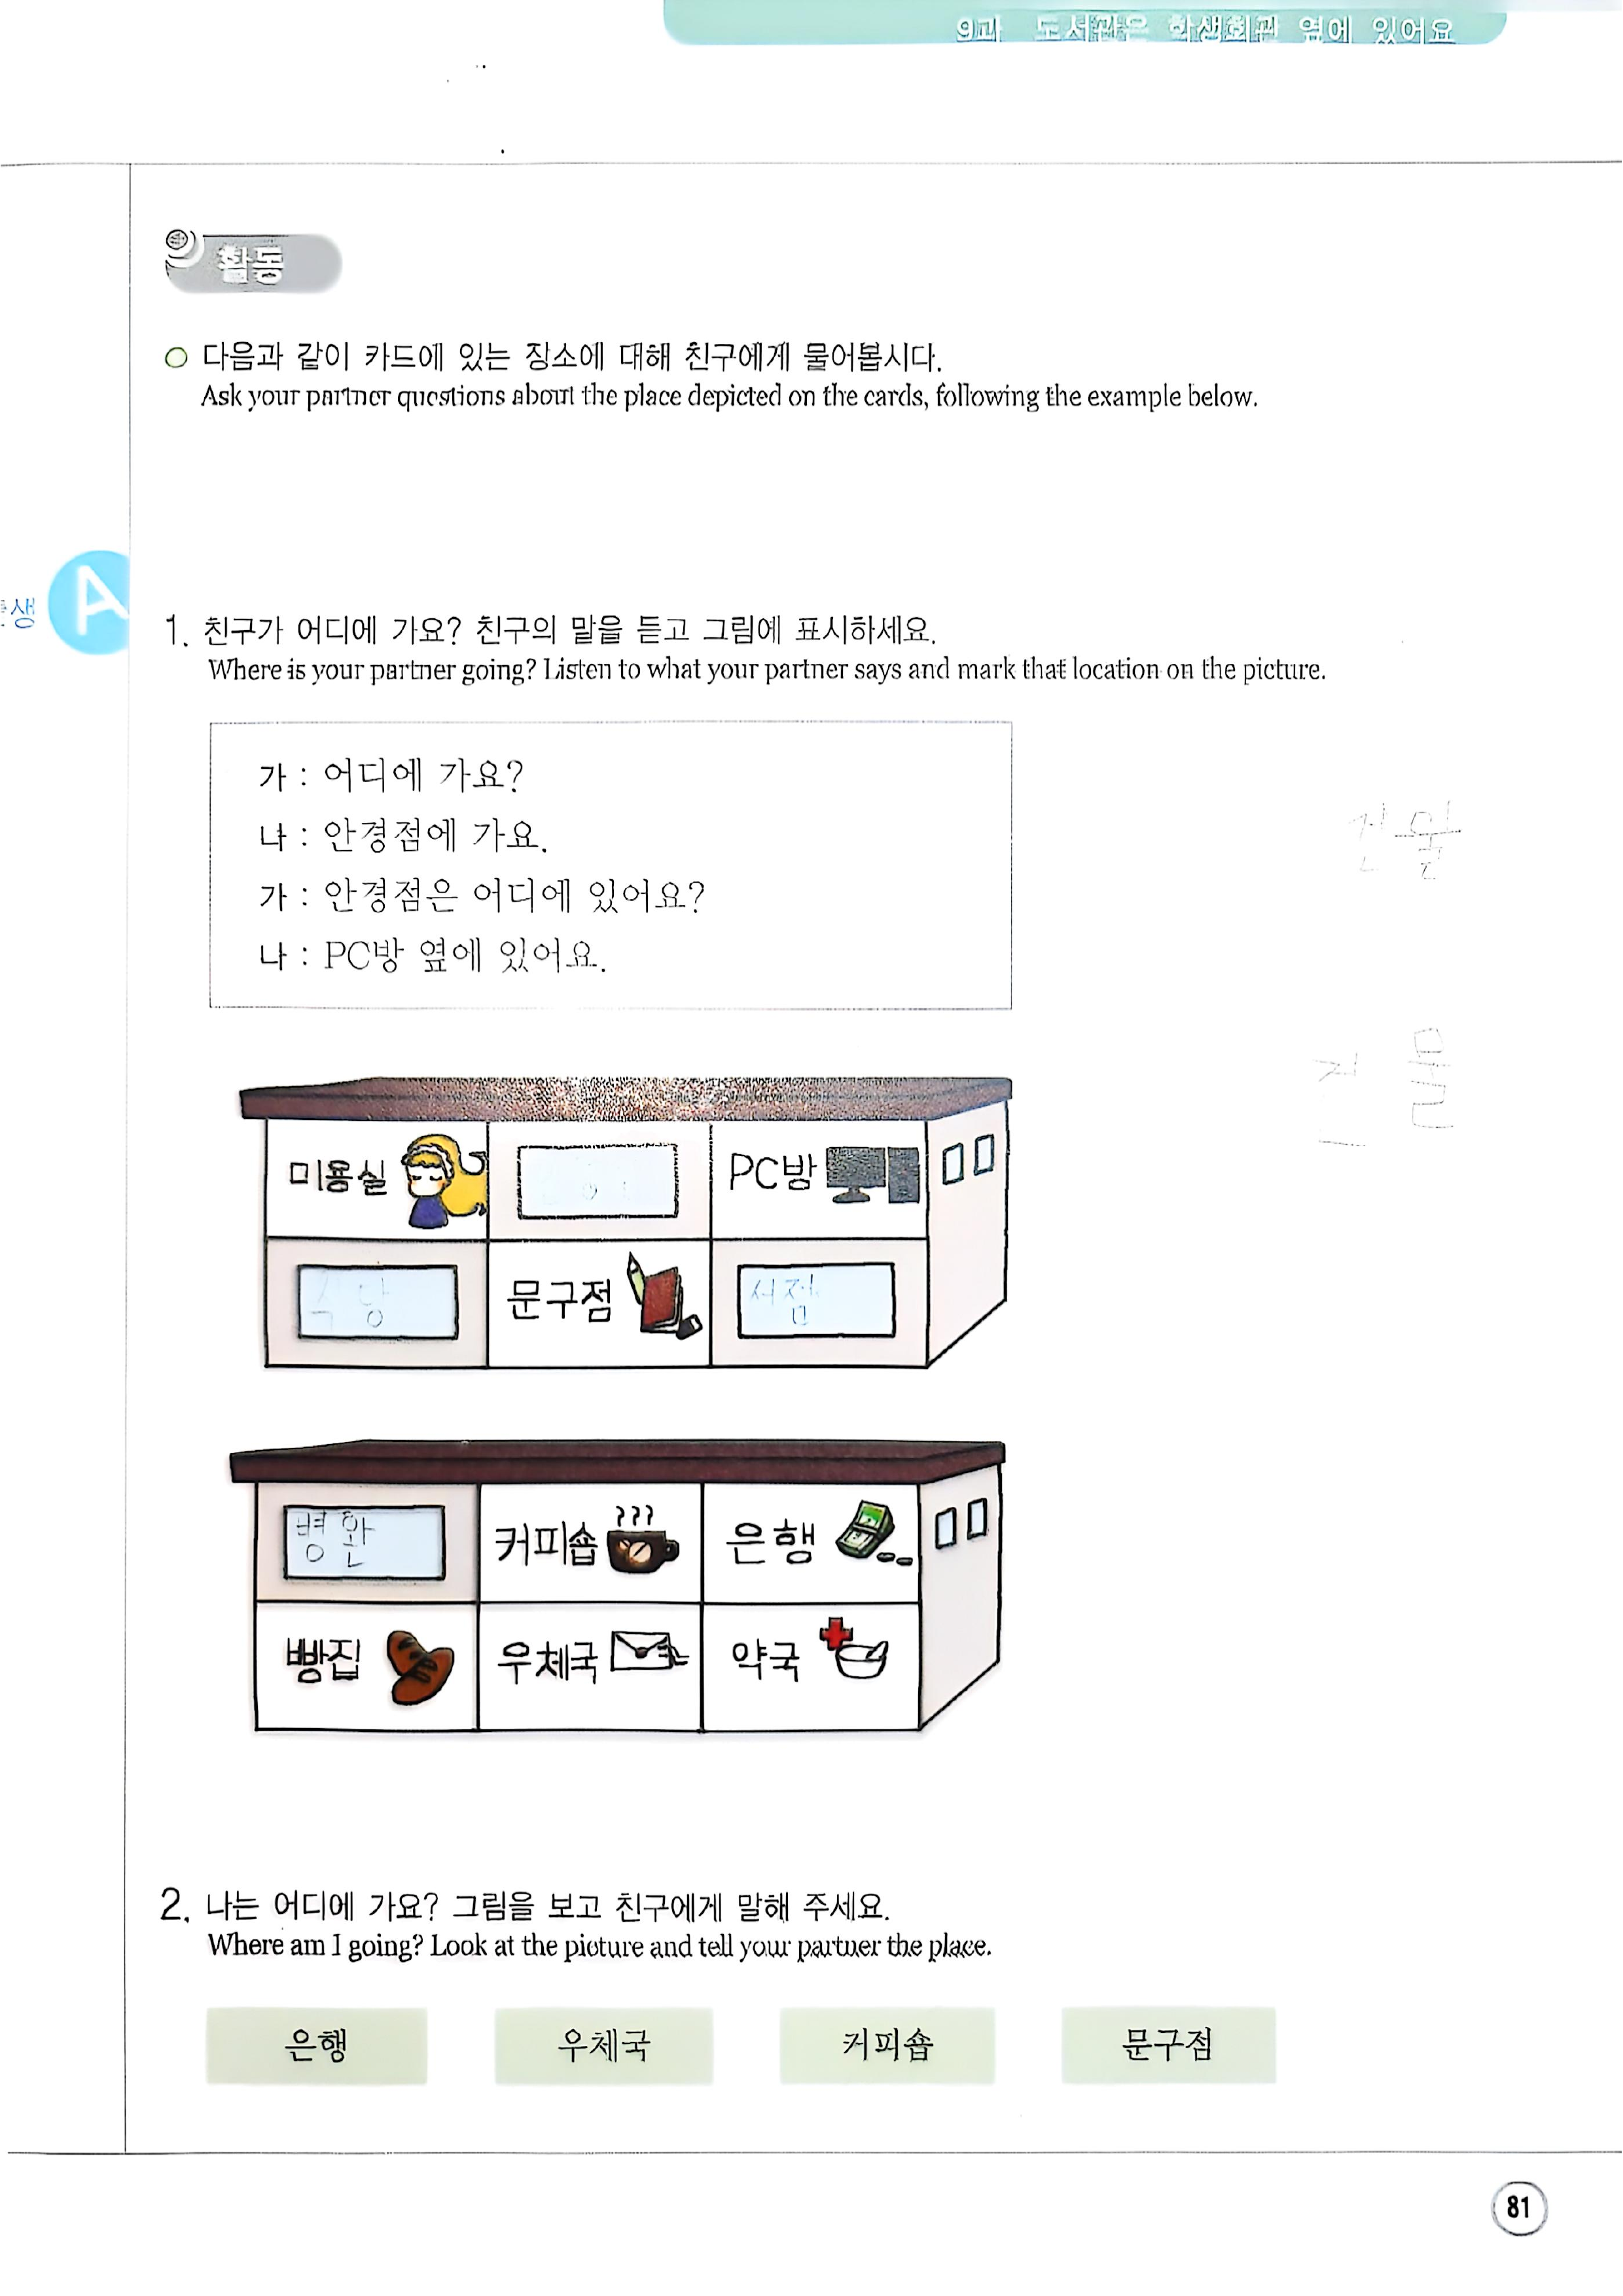 9과 도서관은 학생회관 옆에 있어요
활동
다음과 같이 카드에 있는 장소에 대해 친구에게 물어봅시다.
Ask your partner questions about the place depicted on the cards, following the example below.
생 A
1. 친구가 어디에 가요? 친구의 말을 듣고 그림에 표시하세요.
Where is your partner going? Listen to what your partner says and mark that location on the picture.
가 : 어디에 가요?
나 : 안경점에 가요.
가 : 안경점은 어디에 있어요?
나 : PC방 옆에 있어요.
미용실 PC방
식당 문구점 서점
병완 커피숍 은행
빵집 우체국 약국
2. 나는 어디에 가요? 그림을 보고 친구에게 말해 주세요.
Where am I going? Look at the picture and tell your partner the place.
은행 우체국 커피숍 문구점
81